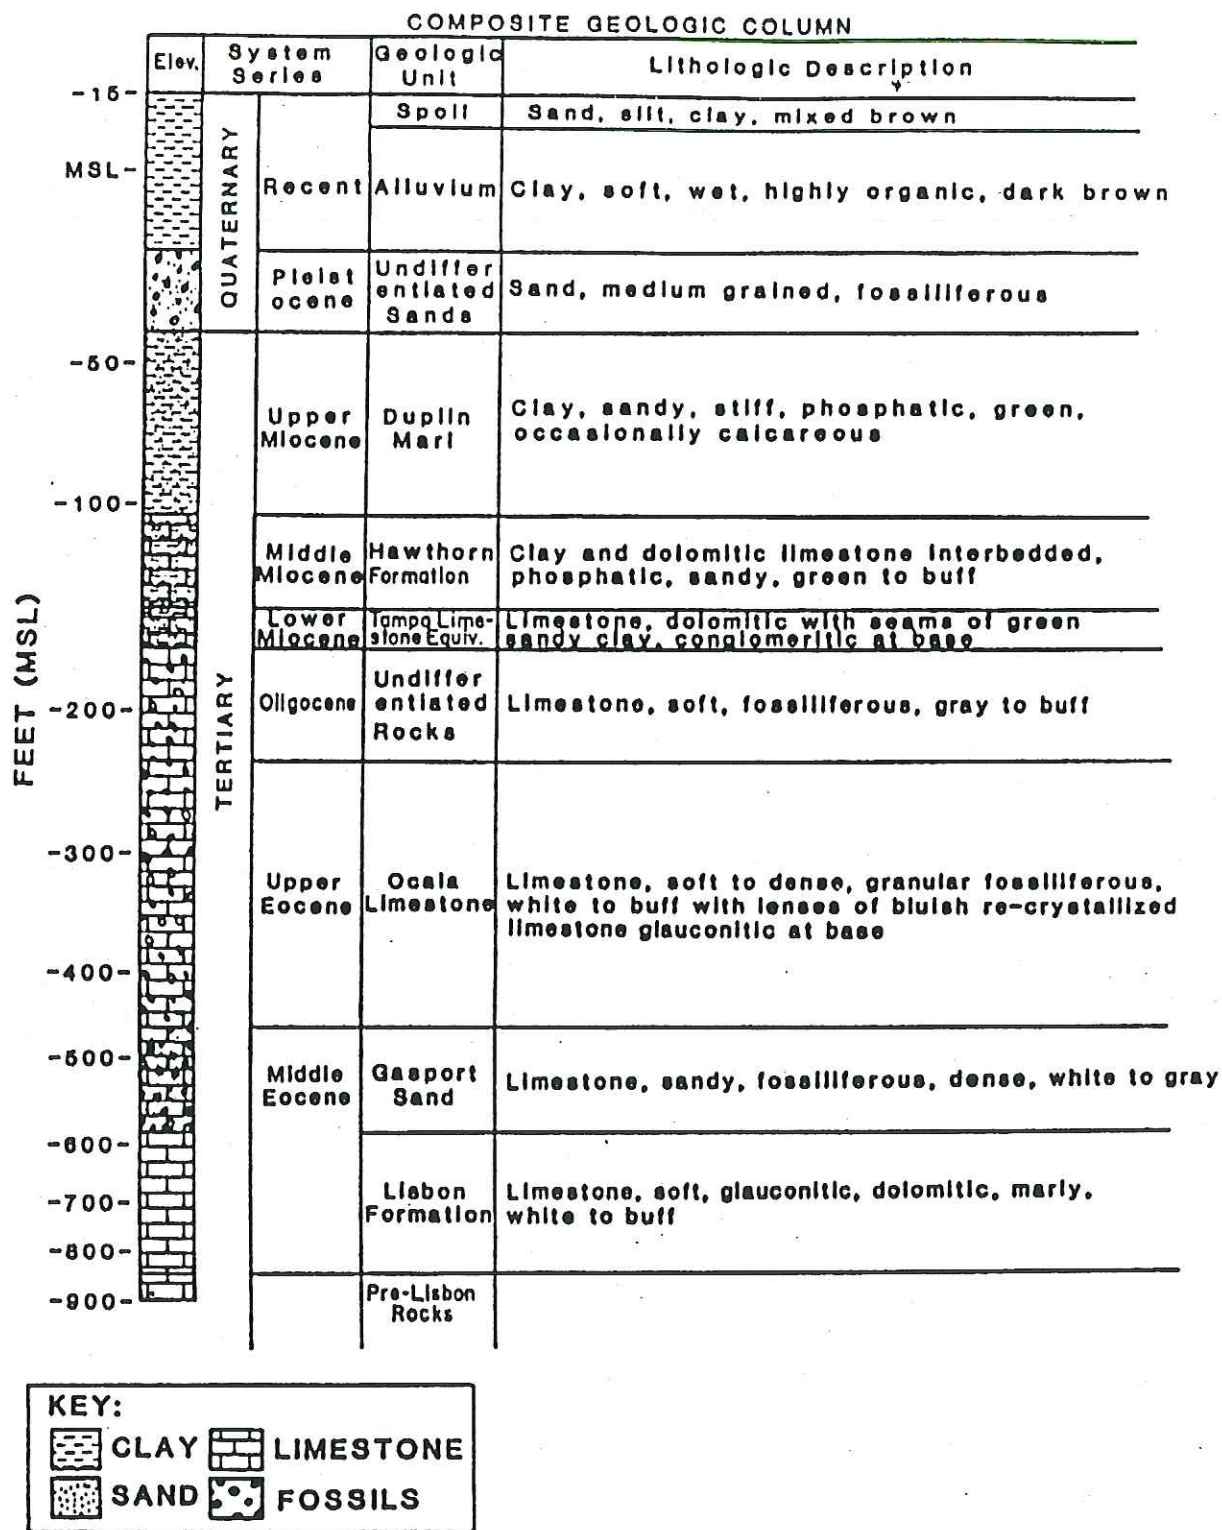 COMPOSITE GEOLOGIC COLUMN
Elev.
System
Series
Geologic
Unit
Lithologic Description
-15-
MSL-
-50-
-100-
-200-
-300-
-400-
-500-
-600-
-700-
-800-
-900-
FEET (MSL)
QUATERNARY
TERTIARY
Spoil
Sand, silt, clay, mixed brown
Recent
Alluvium
Clay, soft, wet, highly organic, dark brown
Pleist
ocene
Undiffer
entiated
Sands
Sand, medium grained, fossiliferous
Upper
Miocene
Duplin
Marl
Clay, sandy, stiff, phosphatic, green,
occasionally calcareous
Middle
Miocene
Hawthorn
Formation
Clay and dolomitic limestone interbedded,
phosphatic, sandy, green to buff
Lower
Miocene
Tampa Lime-
stone Equiv.
Limestone, dolomitic with seams of green
sandy clay, conglomeritic at base
Oligocene
Undiffer
entiated
Rocks
Limestone, soft, fossiliferous, gray to buff
Upper
Eocene
Ocala
Limestone
Limestone, soft to dense, granular fossiliferous,
white to buff with lenses of bluish re-crystallized
limestone glauconitic at base
Middle
Eocene
Gasport
Sand
Limestone, sandy, fossiliferous, dense, white to gray
Lisbon
Formation
Limestone, soft, glauconitic, dolomitic, marly,
white to buff
Pre-Lisbon
Rocks
KEY:
CLAY
LIMESTONE
SAND
FOSSILS